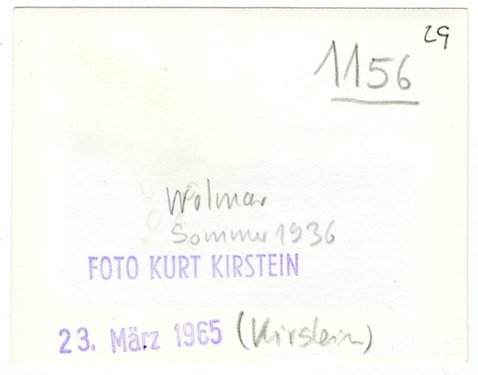 29
1156
Wolmar
Sommer 1936
FOTO KURT KIRSTEIN
23. März 1965 (Kirstein)